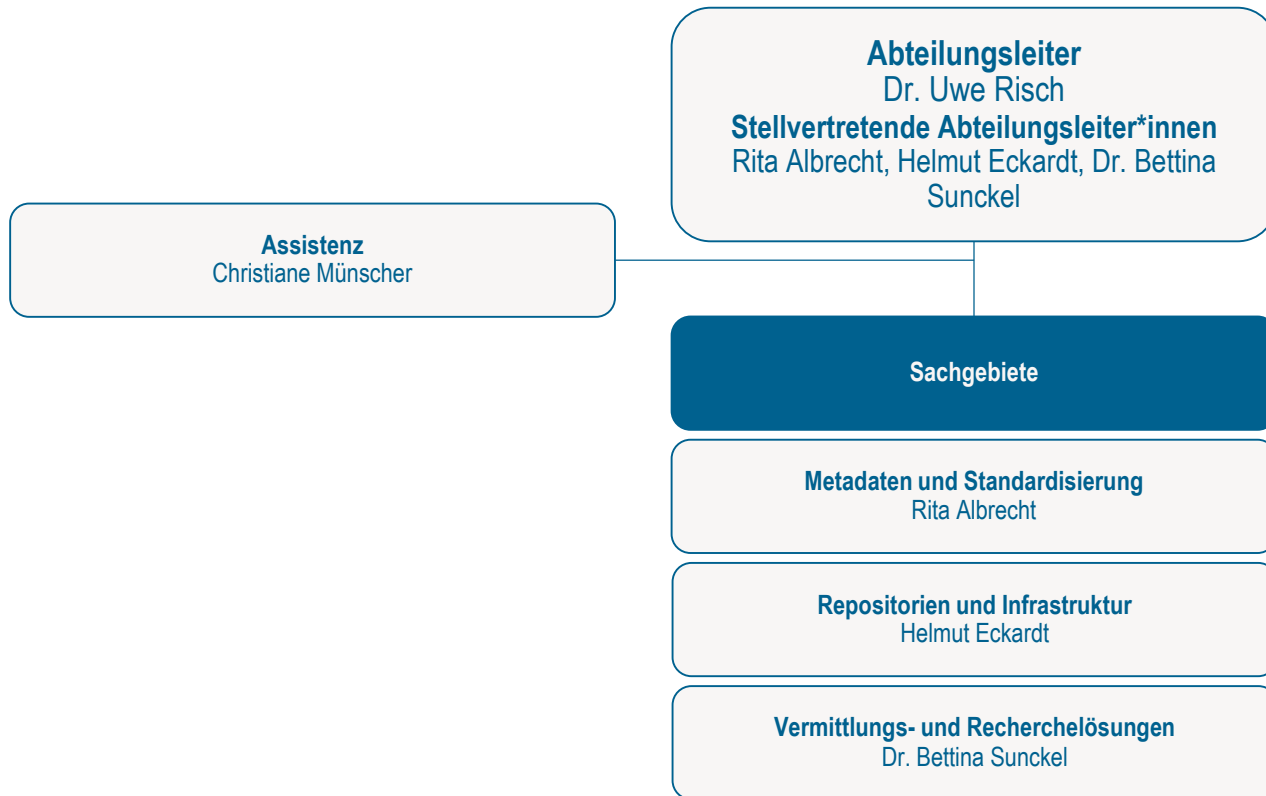 Abteilungsleiter
Dr. Uwe Risch
Stellvertretende Abteilungsleiter*innen
Rita Albrecht, Helmut Eckardt, Dr. Bettina
Sunckel
Assistenz
Christiane Münscher
Sachgebiete
Metadaten und Standardisierung
Rita Albrecht
Repositorien und Infrastruktur
Helmut Eckardt
Vermittlungs- und Recherchelösungen
Dr. Bettina Sunckel